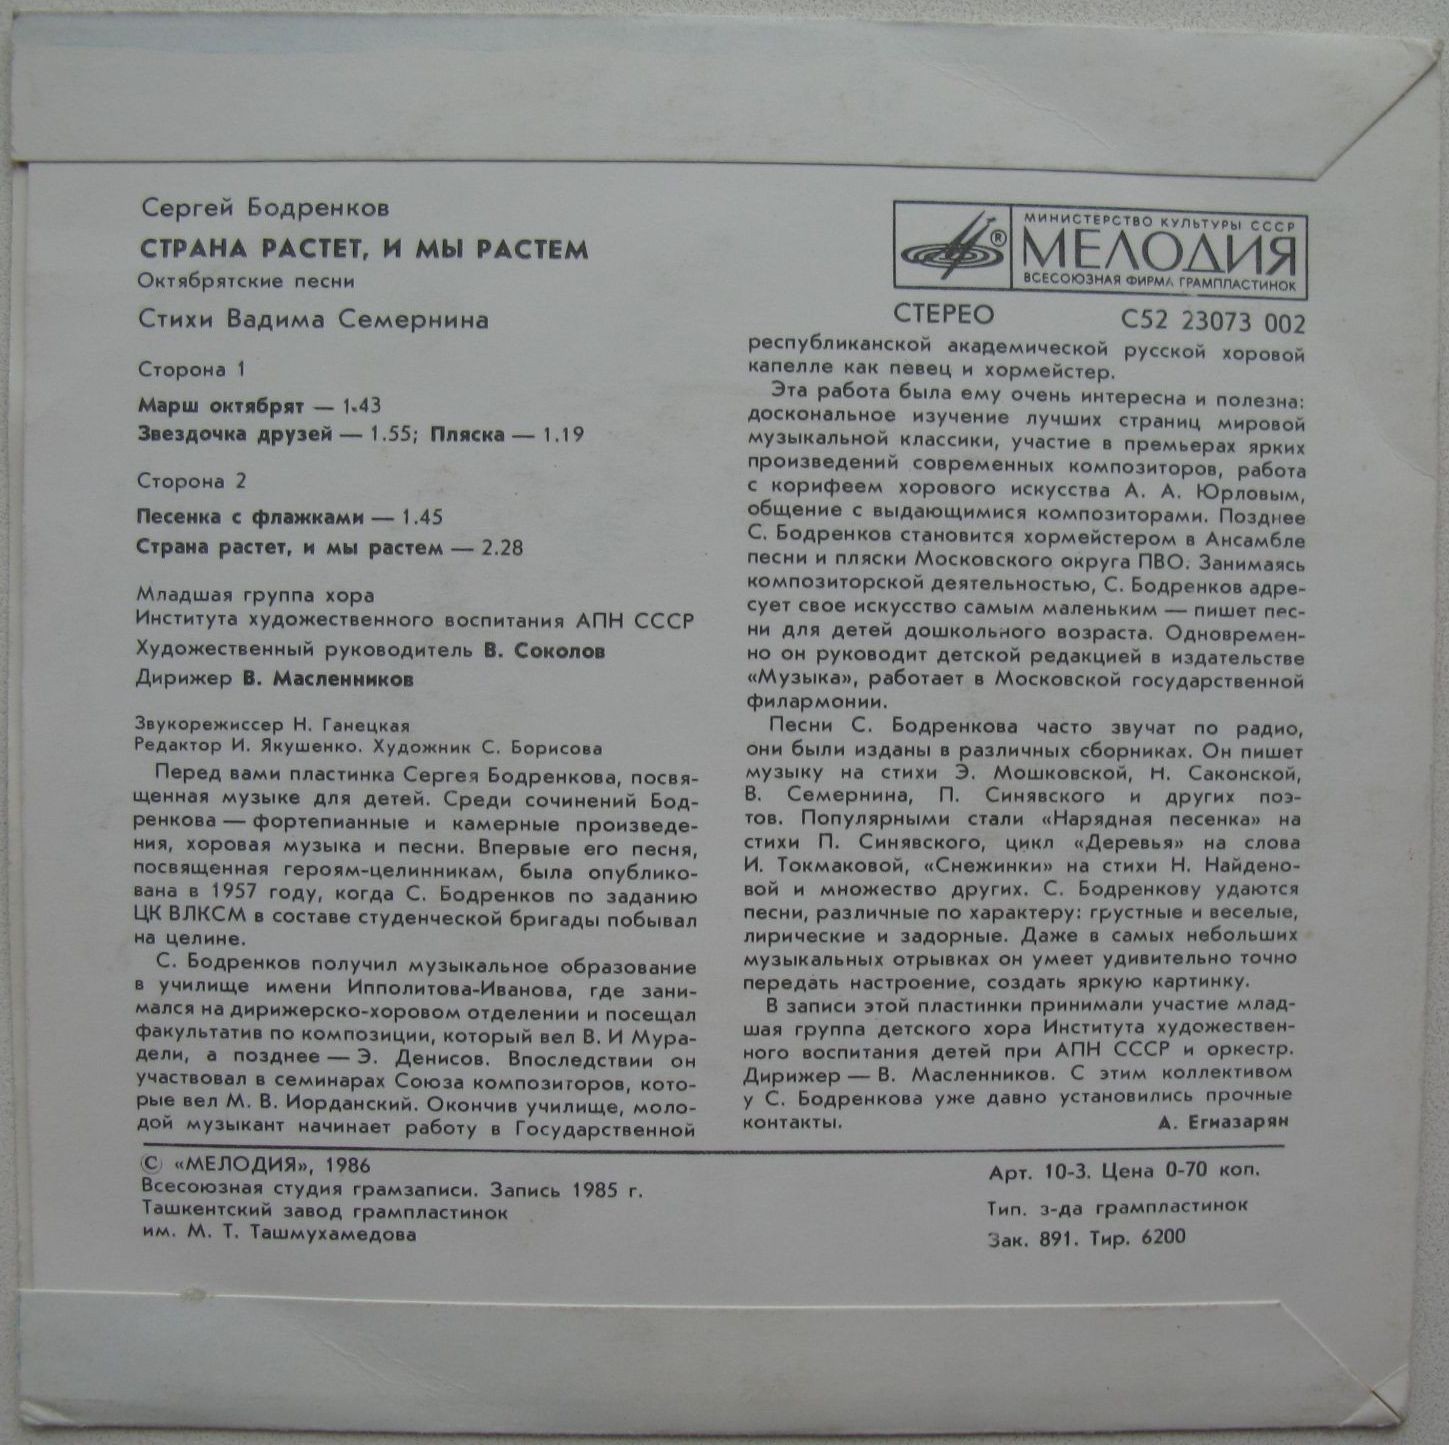 Сергей Бодренков
СТРАНА РАСТЕТ, И МЫ РАСТЕМ
Октябрятские песни
Стихи Вадима Семернина
Сторона 1
Марш октябрят — 1.43
Звездочка друзей — 1.55; Пляска — 1.19
Сторона 2
Песенка с флажками — 1.45
Страна растет, и мы растем — 2.28
Младшая группа хора
Института художественного воспитания АПН СССР
Художественный руководитель В. Соколов
Дирижер В. Масленников
Звукорежиссер Н. Ганецкая
Редактор И. Якушенко. Художник С. Борисова
Перед вами пластинка Сергея Бодренкова, посвя-
щенная музыке для детей. Среди сочинений Бод-
ренкова — фортепианные и камерные произведе-
ния, хоровая музыка и песни. Впервые его песня,
посвященная героям-целинникам, была опублико-
вана в 1957 году, когда С. Бодренков по заданию
ЦК ВЛКСМ в составе студенческой бригады побывал
на целине.
С. Бодренков получил музыкальное образование
в училище имени Ипполитова-Иванова, где зани-
мался на дирижерско-хоровом отделении и посещал
факультатив по композиции, который вел В. И Мура-
дели, а позднее — Э. Денисов. Впоследствии он
участвовал в семинарах Союза композиторов, кото-
рые вел М. В. Иорданский. Окончив училище, моло-
дой музыкант начинает работу в Государственной
МИНИСТЕРСТВО КУЛЬТУРЫ СССР
®
МЕЛОДИЯ
ВСЕСОЮЗНАЯ ФИРМА ГРАМПЛАСТИНОК
СТЕРЕО С52 23073 002
республиканской академической русской хоровой
капелле как певец и хормейстер.
Эта работа была ему очень интересна и полезна:
доскональное изучение лучших страниц мировой
музыкальной классики, участие в премьерах ярких
произведений современных композиторов, работа
с корифеем хорового искусства А. А. Юрловым,
общение с выдающимися композиторами. Позднее
С. Бодренков становится хормейстером в Ансамбле
песни и пляски Московского округа ПВО. Занимаясь
композиторской деятельностью, С. Бодренков адре-
сует свое искусство самым маленьким — пишет пес-
ни для детей дошкольного возраста. Одновремен-
но он руководит детской редакцией в издательстве
«Музыка», работает в Московской государственной
филармонии.
Песни С. Бодренкова часто звучат по радио,
они были изданы в различных сборниках. Он пишет
музыку на стихи Э. Мошковской, Н. Саконской,
В. Семернина, П. Синявского и других поэ-
тов. Популярными стали «Нарядная песенка» на
стихи П. Синявского, цикл «Деревья» на слова
И. Токмаковой, «Снежинки» на стихи Н. Найдено-
вой и множество других. С. Бодренкову удаются
песни, различные по характеру: грустные и веселые,
лирические и задорные. Даже в самых небольших
музыкальных отрывках он умеет удивительно точно
передать настроение, создать яркую картинку.
В записи этой пластинки принимали участие млад-
шая группа детского хора Института художествен-
ного воспитания детей при АПН СССР и оркестр.
Дирижер — В. Масленников. С этим коллективом
у С. Бодренкова уже давно установились прочные
контакты. А. Егиазарян
© «МЕЛОДИЯ», 1986
Всесоюзная студия грамзаписи. Запись 1985 г.
Ташкентский завод грампластинок
им. М. Т. Ташмухамедова
Арт. 10-3. Цена 0-70 коп.
Тип. з-да грампластинок
Зак. 891. Тир. 6200